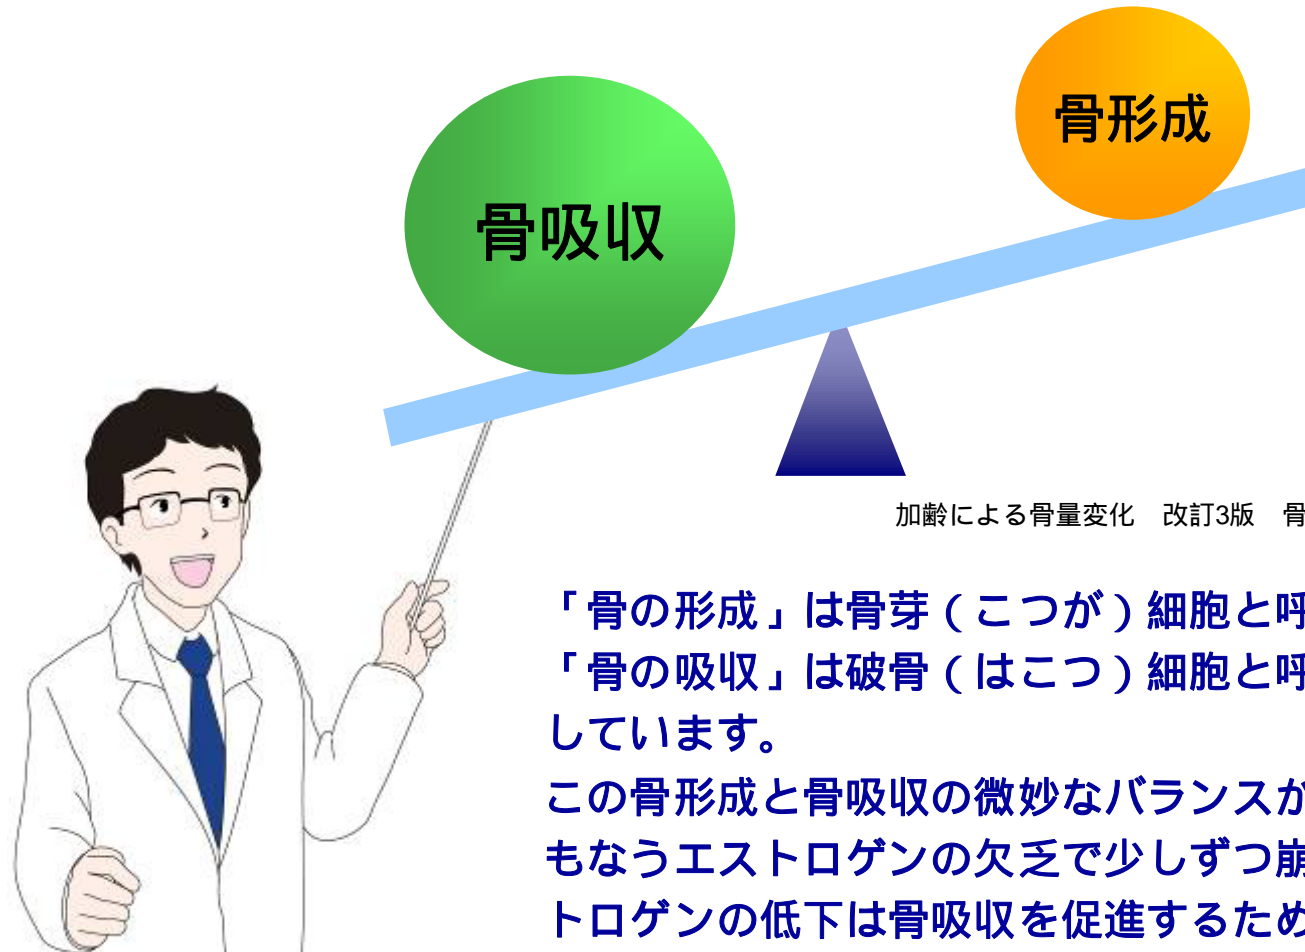 骨形成
骨吸収
加齢による骨量変化　改訂3版　骨
「骨の形成」は骨芽（こつが）細胞と呼
「骨の吸収」は破骨（はこつ）細胞と呼
しています。
この骨形成と骨吸収の微妙なバランスが
もなうエストロゲンの欠乏で少しずつ崩
トロゲンの低下は骨吸収を促進するため